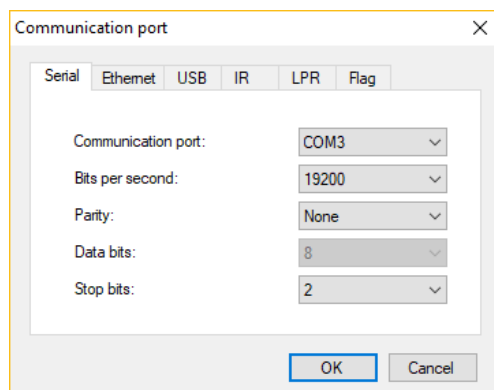 Communication port
Serial Ethernet USB IR LPR Flag
Communication port: COM3
Bits per second: 19200
Parity: None
Data bits: 8
Stop bits: 2
OK Cancel